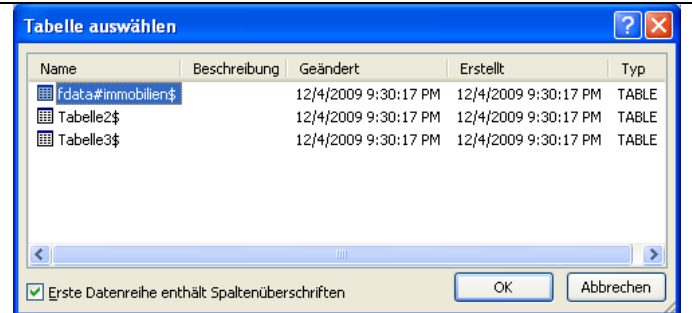 Tabelle auswählen
Name Beschreibung Geändert Erstellt Typ
fdata#immobilien$ 12/4/2009 9:30:17 PM 12/4/2009 9:30:17 PM TABLE
Tabelle2$ 12/4/2009 9:30:17 PM 12/4/2009 9:30:17 PM TABLE
Tabelle3$ 12/4/2009 9:30:17 PM 12/4/2009 9:30:17 PM TABLE
Erste Datenreihe enthält Spaltenüberschriften OK Abbrechen